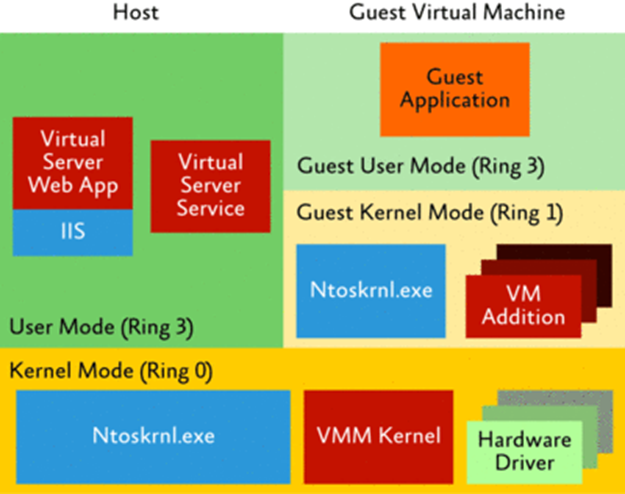 Host
Guest Virtual Machine
Guest
Application
Virtual
Server
Web App
IIS
Virtual
Server
Service
Guest User Mode (Ring 3)
Guest Kernel Mode (Ring 1)
Ntoskrnl.exe
VM
Addition
User Mode (Ring 3)
Kernel Mode (Ring 0)
Ntoskrnl.exe
VMM Kernel
Hardware
Driver